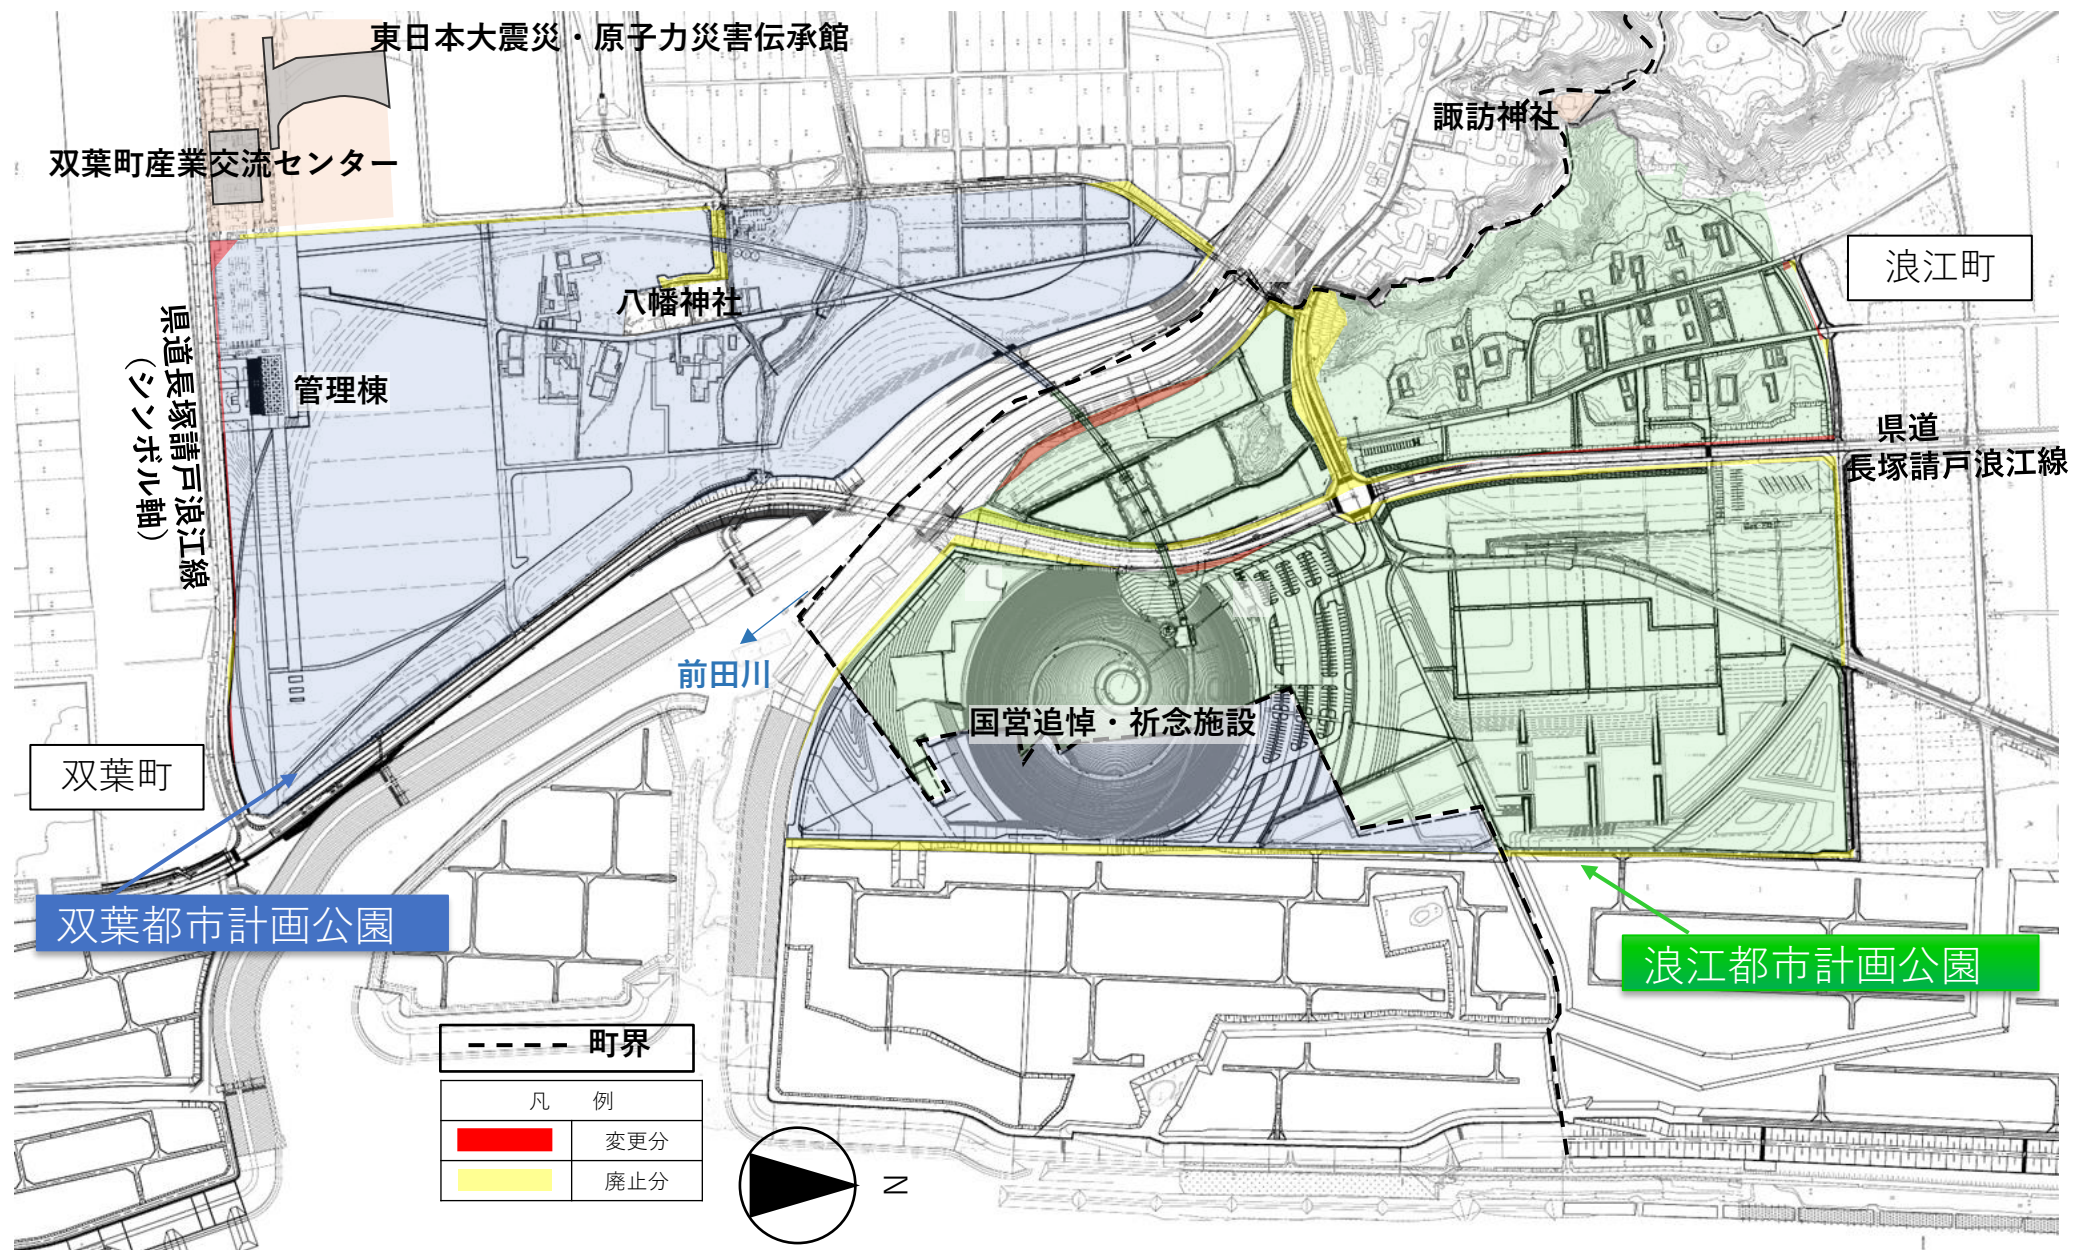 東日本大震災・原子力災害伝承館
諏訪神社
双葉町産業交流センター
浪江町
八幡神社
県道長塚請戸浪江線
(シンボル軸)
管理棟
県道
長塚請戸浪江線
前田川
国営追悼・祈念施設
双葉町
双葉都市計画公園
浪江都市計画公園
町界
凡 例
変更分
廃止分
N